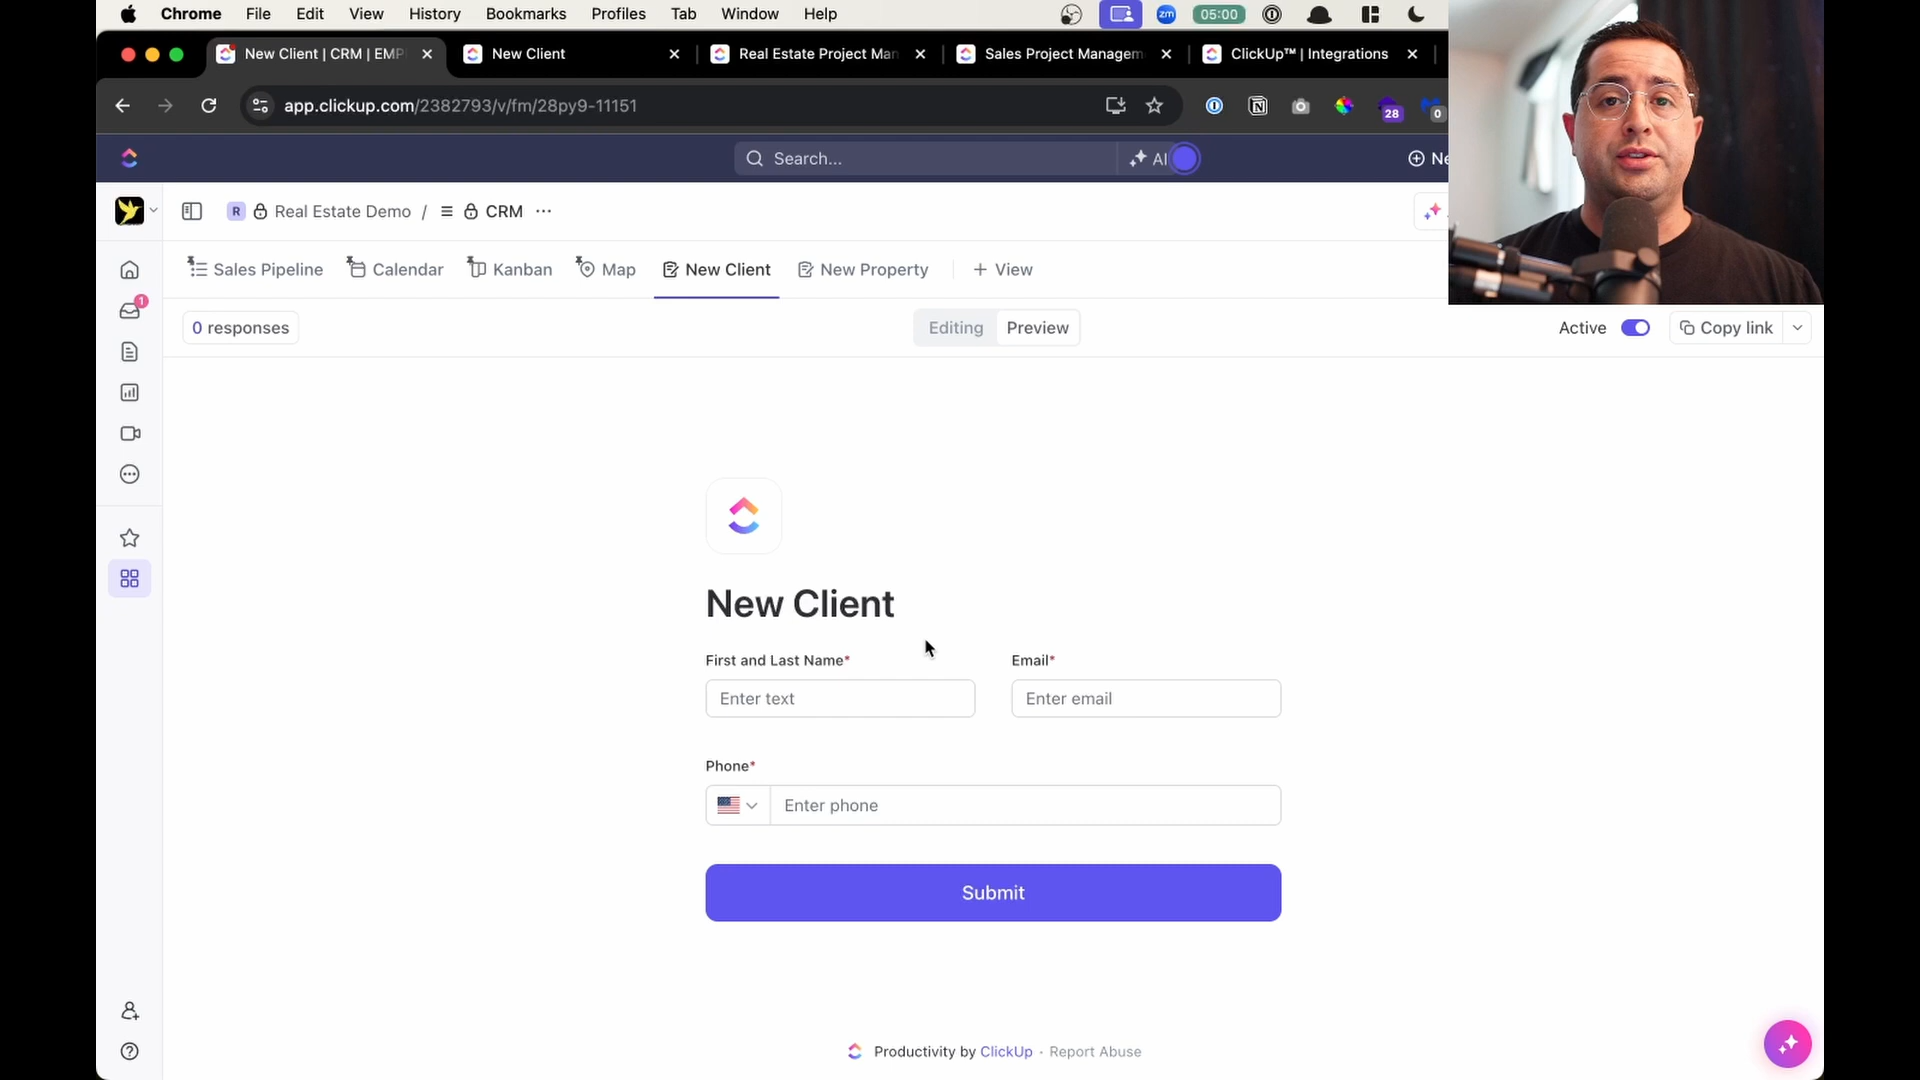 Chrome File Edit View History Bookmarks Profiles Tab Window Help zm 05:00
New Client | CRM | EMP New Client Real Estate Project Man Sales Project Managem ClickUp™ | Integrations
app.clickup.com/2382793/v/fm/28py9-11151 28 0
Search... AI Ne
R Real Estate Demo / CRM ...
Sales Pipeline Calendar Kanban Map New Client New Property + View
1
0 responses Editing Preview Active Copy link
New Client
First and Last Name* Email*
Enter text Enter email
Phone*
Enter phone
Submit
Productivity by ClickUp · Report Abuse